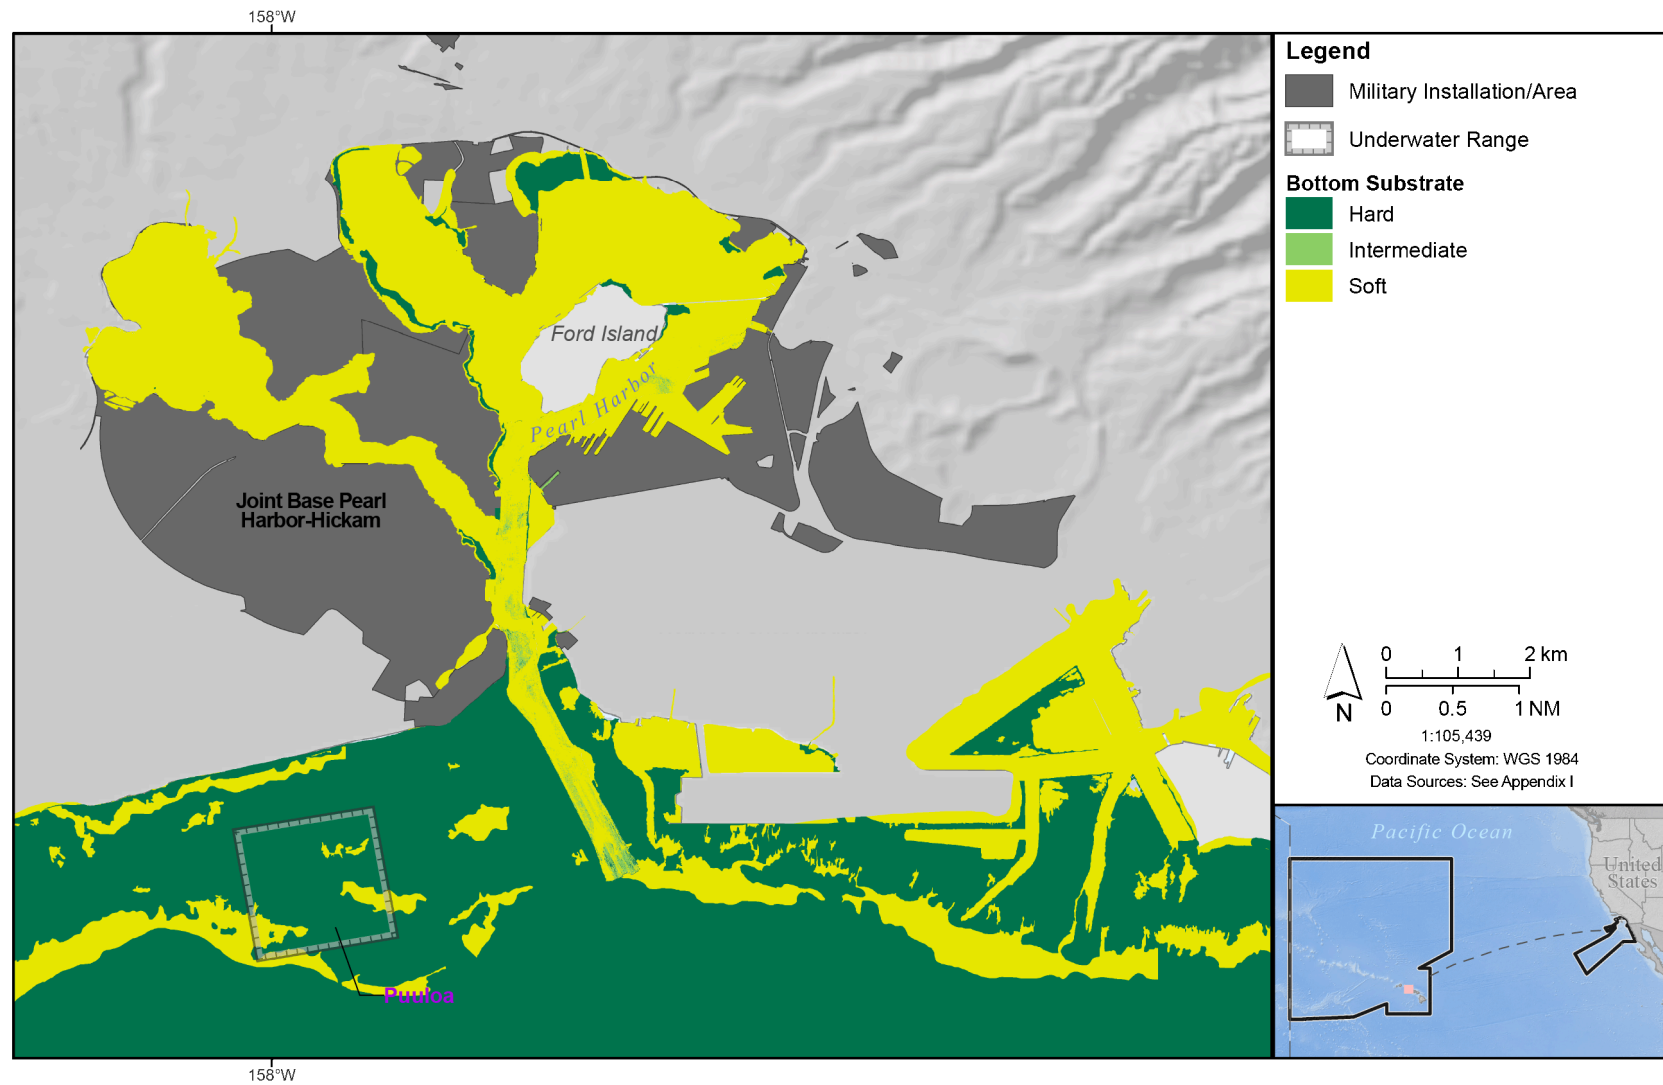 158°W
Ford Island
Pearl Harbor
Joint Base Pearl
Harbor-Hickam
Puuloa
158°W
Legend
Military Installation/Area
Underwater Range
Bottom Substrate
Hard
Intermediate
Soft
N
0 1 2 km
0 0.5 1 NM
1:105,439
Coordinate System: WGS 1984
Data Sources: See Appendix I
Pacific Ocean
United
States